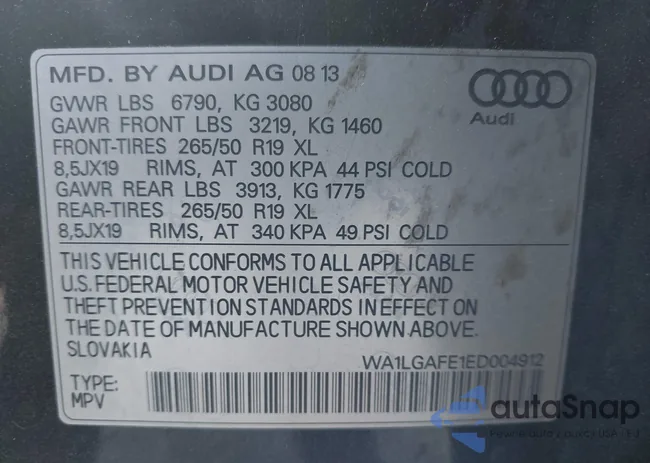 MFD. BY AUDI AG 08 13
GVWR LBS 6790, KG 3080
GAWR FRONT LBS 3219, KG 1460
FRONT-TIRES 265/50 R19 XL
8,5JX19 RIMS, AT 300 KPA 44 PSI COLD
GAWR REAR LBS 3913, KG 1775
REAR-TIRES 265/50 R19 XL
8,5JX19 RIMS, AT 340 KPA 49 PSI COLD
Audi
THIS VEHICLE CONFORMS TO ALL APPLICABLE
U.S. FEDERAL MOTOR VEHICLE SAFETY AND
THEFT PREVENTION STANDARDS IN EFFECT ON
THE DATE OF MANUFACTURE SHOWN ABOVE.
SLOVAKIA
WA1LGAFE1ED004912
TYPE:
MPV
autoSnap